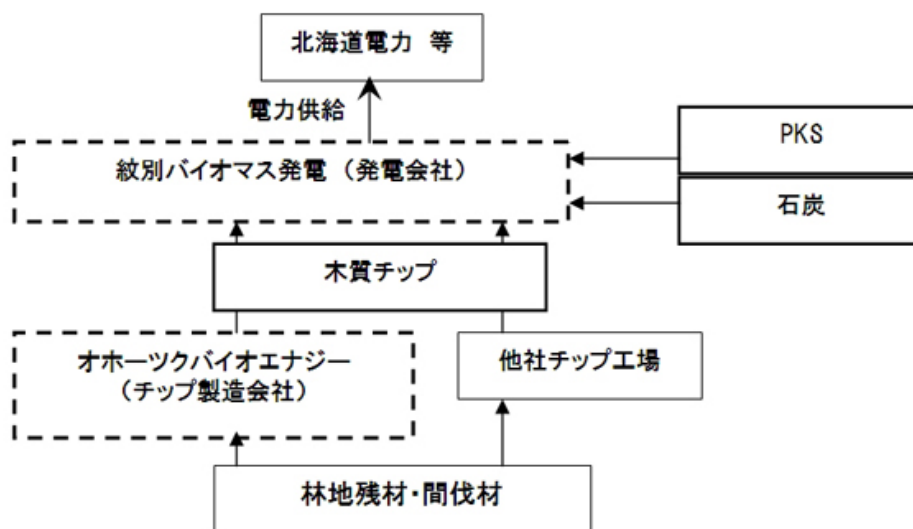 北海道電力 等
電力供給
紋別バイオマス発電 (発電会社)
PKS
石炭
木質チップ
オホーツクバイオエナジー
(チップ製造会社)
他社チップ工場
林地残材・間伐材